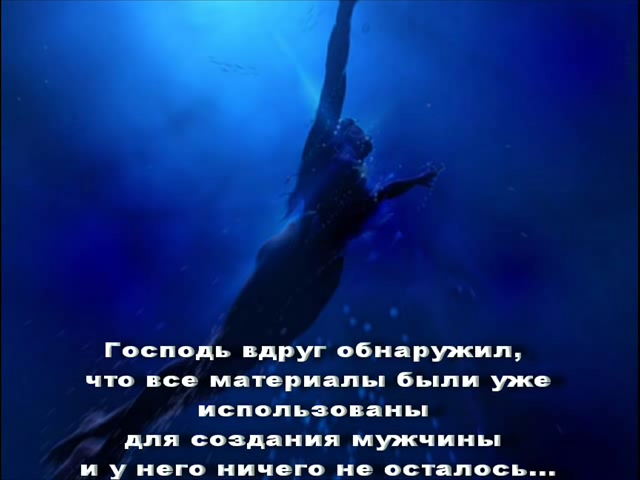 Господь вдруг обнаружил,
что все материалы были уже
использованы
для создания мужчины
и у него ничего не осталось...